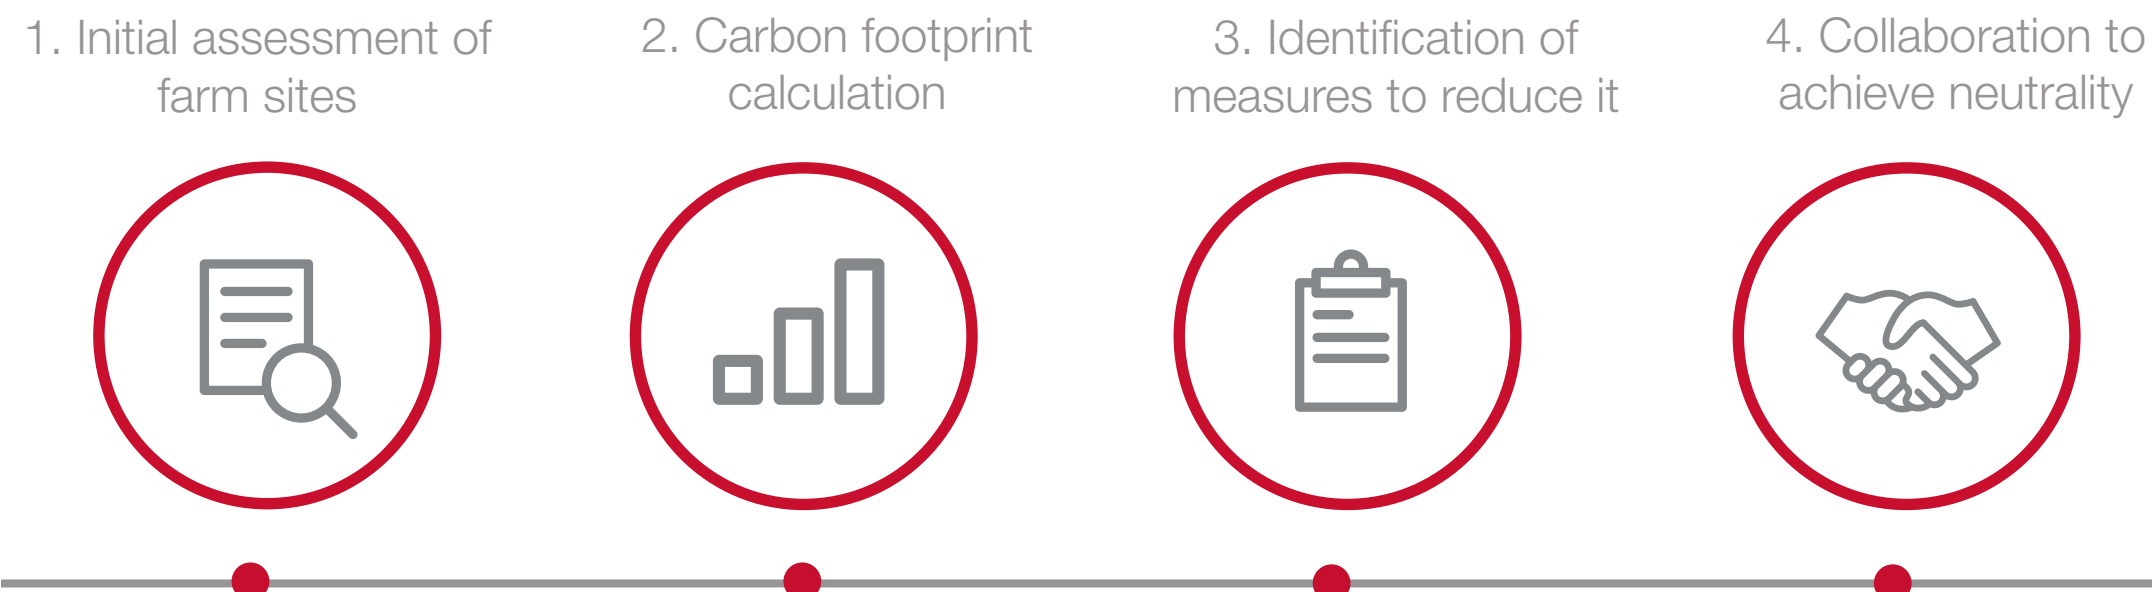 1. Initial assessment of
farm sites
2. Carbon footprint
calculation
3. Identification of
measures to reduce it
4. Collaboration to
achieve neutrality